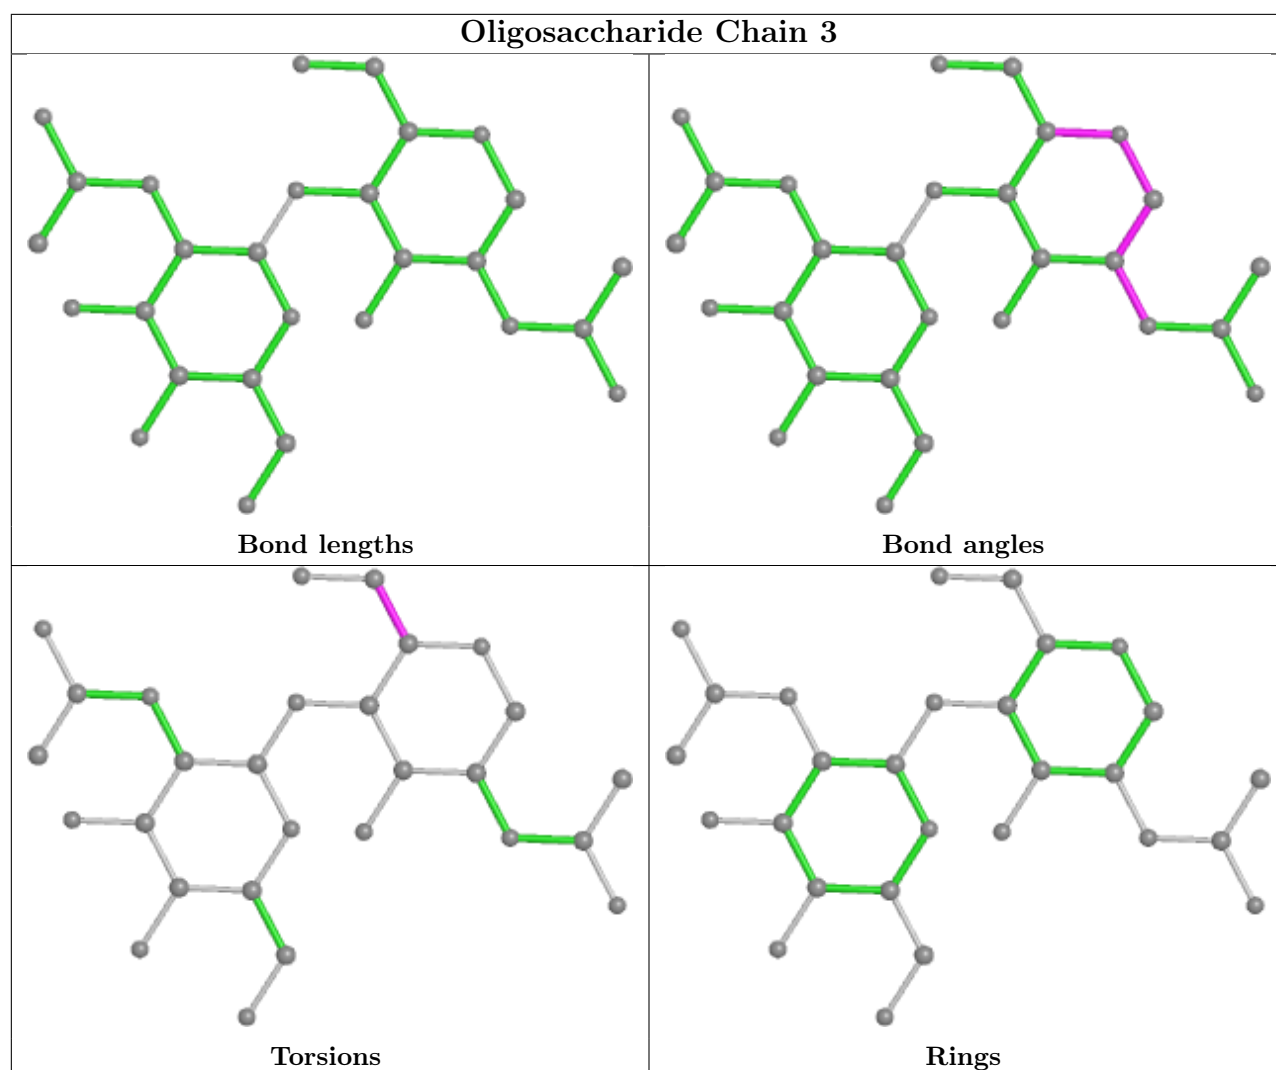 Oligosaccharide Chain 3
Bond lengths
Bond angles
Torsions
Rings